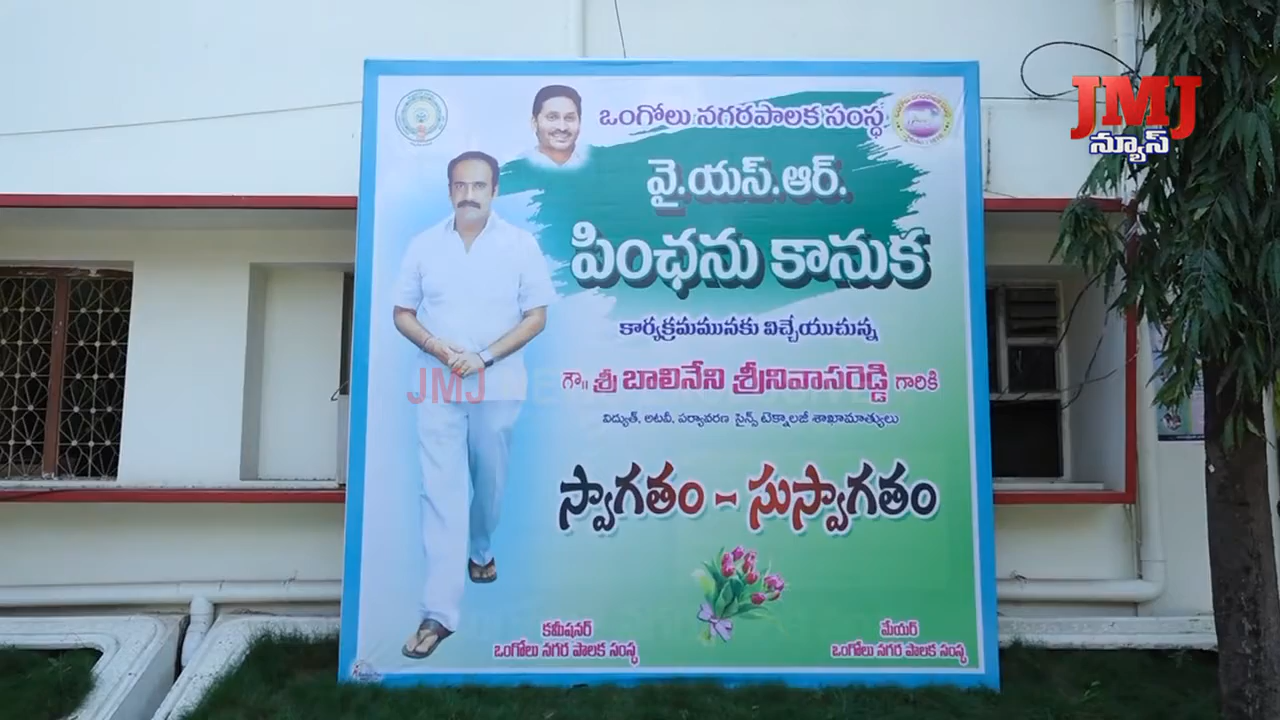 JMJ
న్యూస్
ఒంగోలు నగరపాలక సంస్థ
వై.యస్.ఆర్.
పింఛను కానుక
కార్యక్రమమునకు విచ్చేయుచున్న
గౌ॥ శ్రీ బాలినేని శ్రీనివాసరెడ్డి గారికి
విద్యుత్, అటవీ, పర్యావరణ సైన్స్ టెక్నాలజీ శాఖామాత్యులు
స్వాగతం - సుస్వాగతం
కమీషనర్
ఒంగోలు నగర పాలక సంస్థ
మేయర్
ఒంగోలు నగర పాలక సంస్థ
JMJ